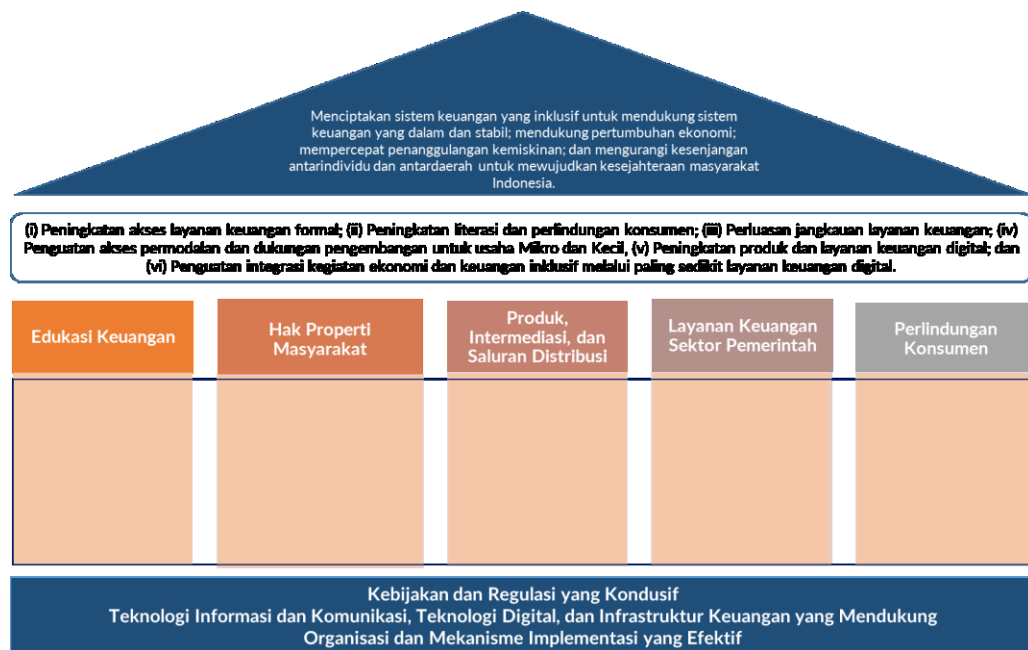 Menciptakan sistem keuangan yang inklusif untuk mendukung sistem
keuangan yang dalam dan stabil; mendukung pertumbuhan ekonomi;
mempercepat penanggulangan kemiskinan; dan mengurangi kesenjangan
antarindividu dan antardaerah untuk mewujudkan kesejahteraan masyarakat
Indonesia.
(i) Peningkatan akses layanan keuangan formal; (ii) Peningkatan literasi dan perlindungan konsumen; (iii) Perluasan jangkauan layanan keuangan; (iv)
Penguatan akses permodalan dan dukungan pengembangan untuk usaha Mikro dan Kecil, (v) Peningkatan produk dan layanan keuangan digital; dan
(vi) Penguatan integrasi kegiatan ekonomi dan keuangan inklusif melalui paling sedikit layanan keuangan digital.
Edukasi Keuangan
Hak Properti
Masyarakat
Produk,
Intermediasi, dan
Saluran Distribusi
Layanan Keuangan
Sektor Pemerintah
Perlindungan
Konsumen
Kebijakan dan Regulasi yang Kondusif
Teknologi Informasi dan Komunikasi, Teknologi Digital, dan Infrastruktur Keuangan yang Mendukung
Organisasi dan Mekanisme Implementasi yang Efektif